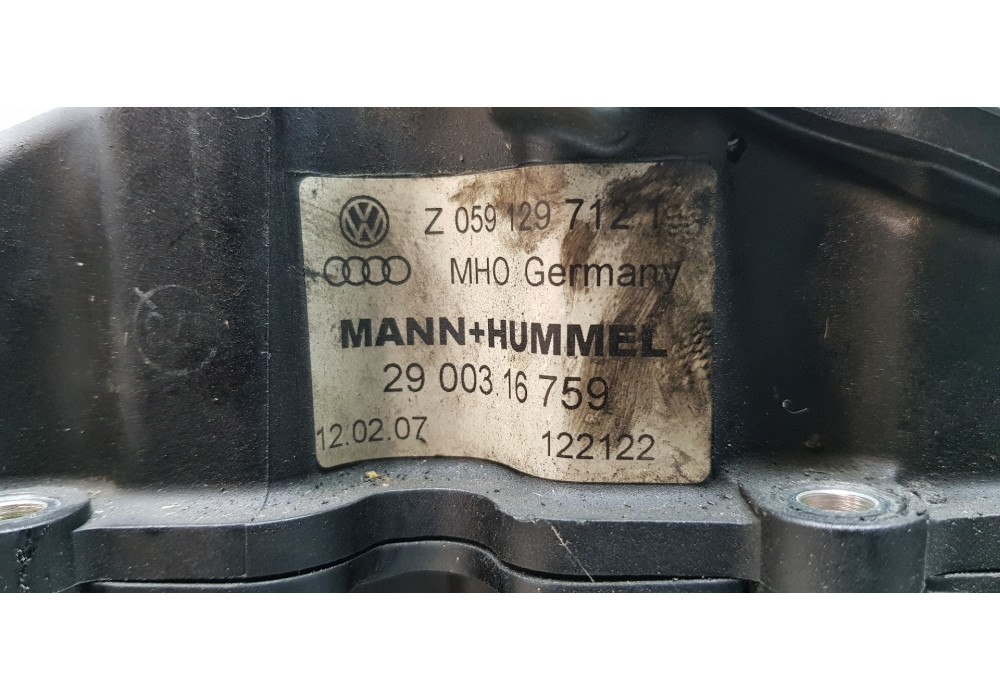 Z 059 129 712 T
MHO Germany
MANN+HUMMEL
29 003 16 759
12.02.07 122122